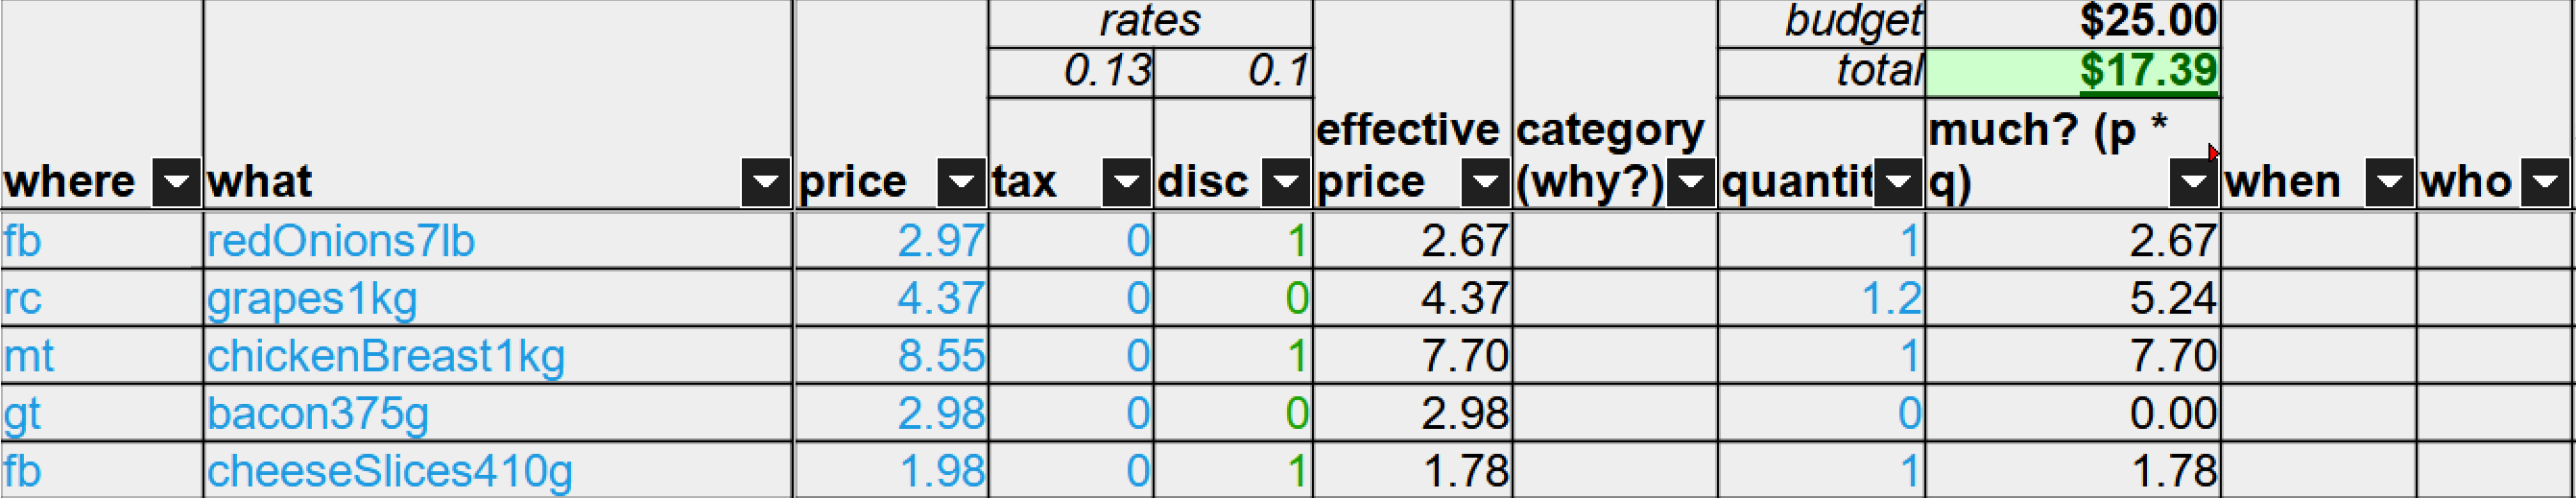 rates budget $25.00
0.13 0.1 total $17.39
effective category much? (p *
where what price tax disc price (why?) quantit q) when who
fb redOnions7lb 2.97 0 1 2.67 1 2.67
rc grapes1kg 4.37 0 0 4.37 1.2 5.24
mt chickenBreast1kg 8.55 0 1 7.70 1 7.70
gt bacon375g 2.98 0 0 2.98 0 0.00
fb cheeseSlices410g 1.98 0 1 1.78 1 1.78